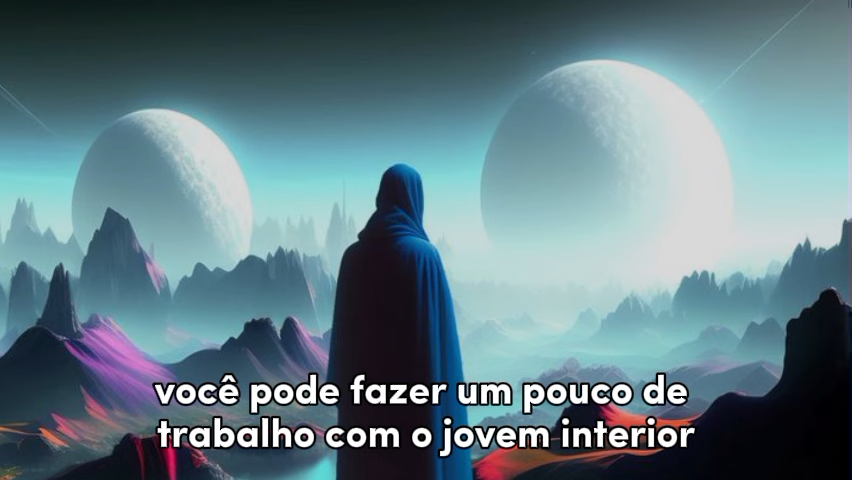 você pode fazer um pouco de
trabalho com o jovem interior